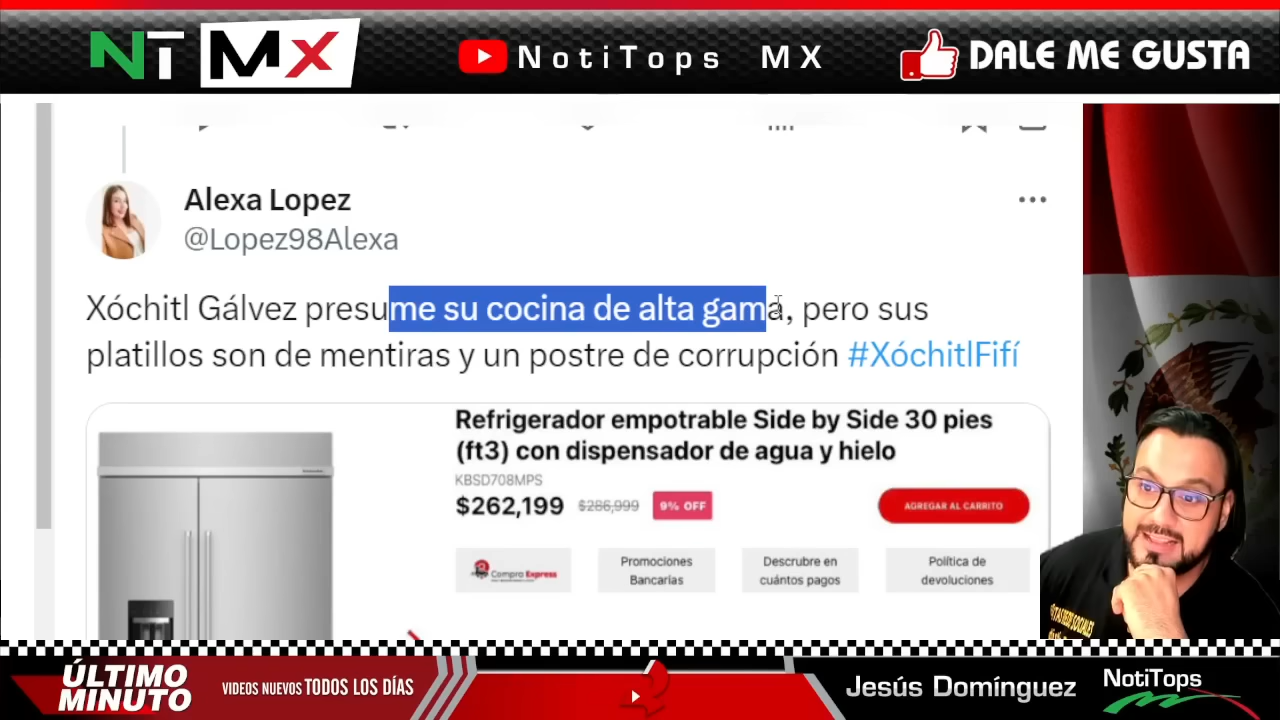 NT MX
NotiTops MX
DALE ME GUSTA
Alexa Lopez
@Lopez98Alexa
Xóchitl Gálvez presume su cocina de alta gama, pero sus
platillos son de mentiras y un postre de corrupción #XóchitlFifí
Refrigerador empotrable Side by Side 30 pies
(ft3) con dispensador de agua y hielo
KBSD708MPS
$262,199 $286,999 9% OFF
AGREGAR AL CARRITO
Compra Express
Promociones
Bancarias
Descrubre en
cuántos pagos
Política de
devoluciones
ÚLTIMO
MINUTO
VIDEOS NUEVOS TODOS LOS DÍAS
Jesús Domínguez
NotiTops